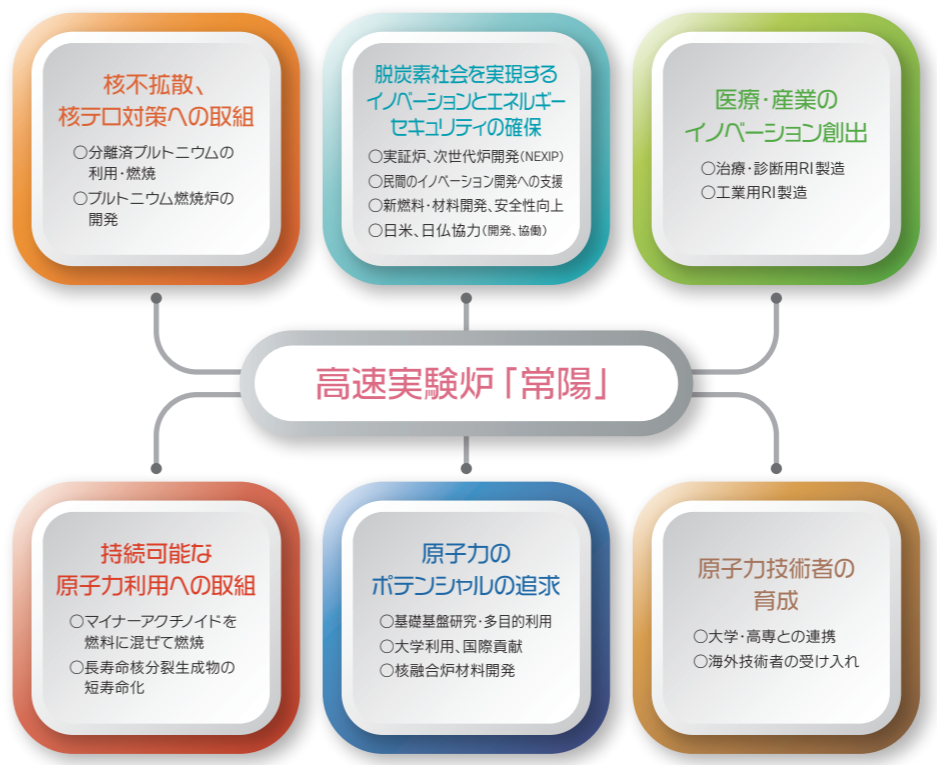 核不拡散、
核テロ対策への取組
○分離済プルトニウムの
利用・燃焼
○プルトニウム燃焼炉の
開発
脱炭素社会を実現する
イノベーションとエネルギー
セキュリティの確保
○実証炉、次世代炉開発(NEXIP)
○民間のイノベーション開発への支援
○新燃料・材料開発、安全性向上
○日米、日仏協力(開発、協働)
医療・産業の
イノベーション創出
○治療・診断用RI製造
○工業用RI製造
高速実験炉「常陽」
持続可能な
原子力利用への取組
○マイナーアクチノイドを
燃料に混ぜて燃焼
○長寿命核分裂生成物の
短寿命化
原子力の
ポテンシャルの追求
○基礎基盤研究・多目的利用
○大学利用、国際貢献
○核融合炉材料開発
原子力技術者の
育成
○大学・高専との連携
○海外技術者の受け入れ